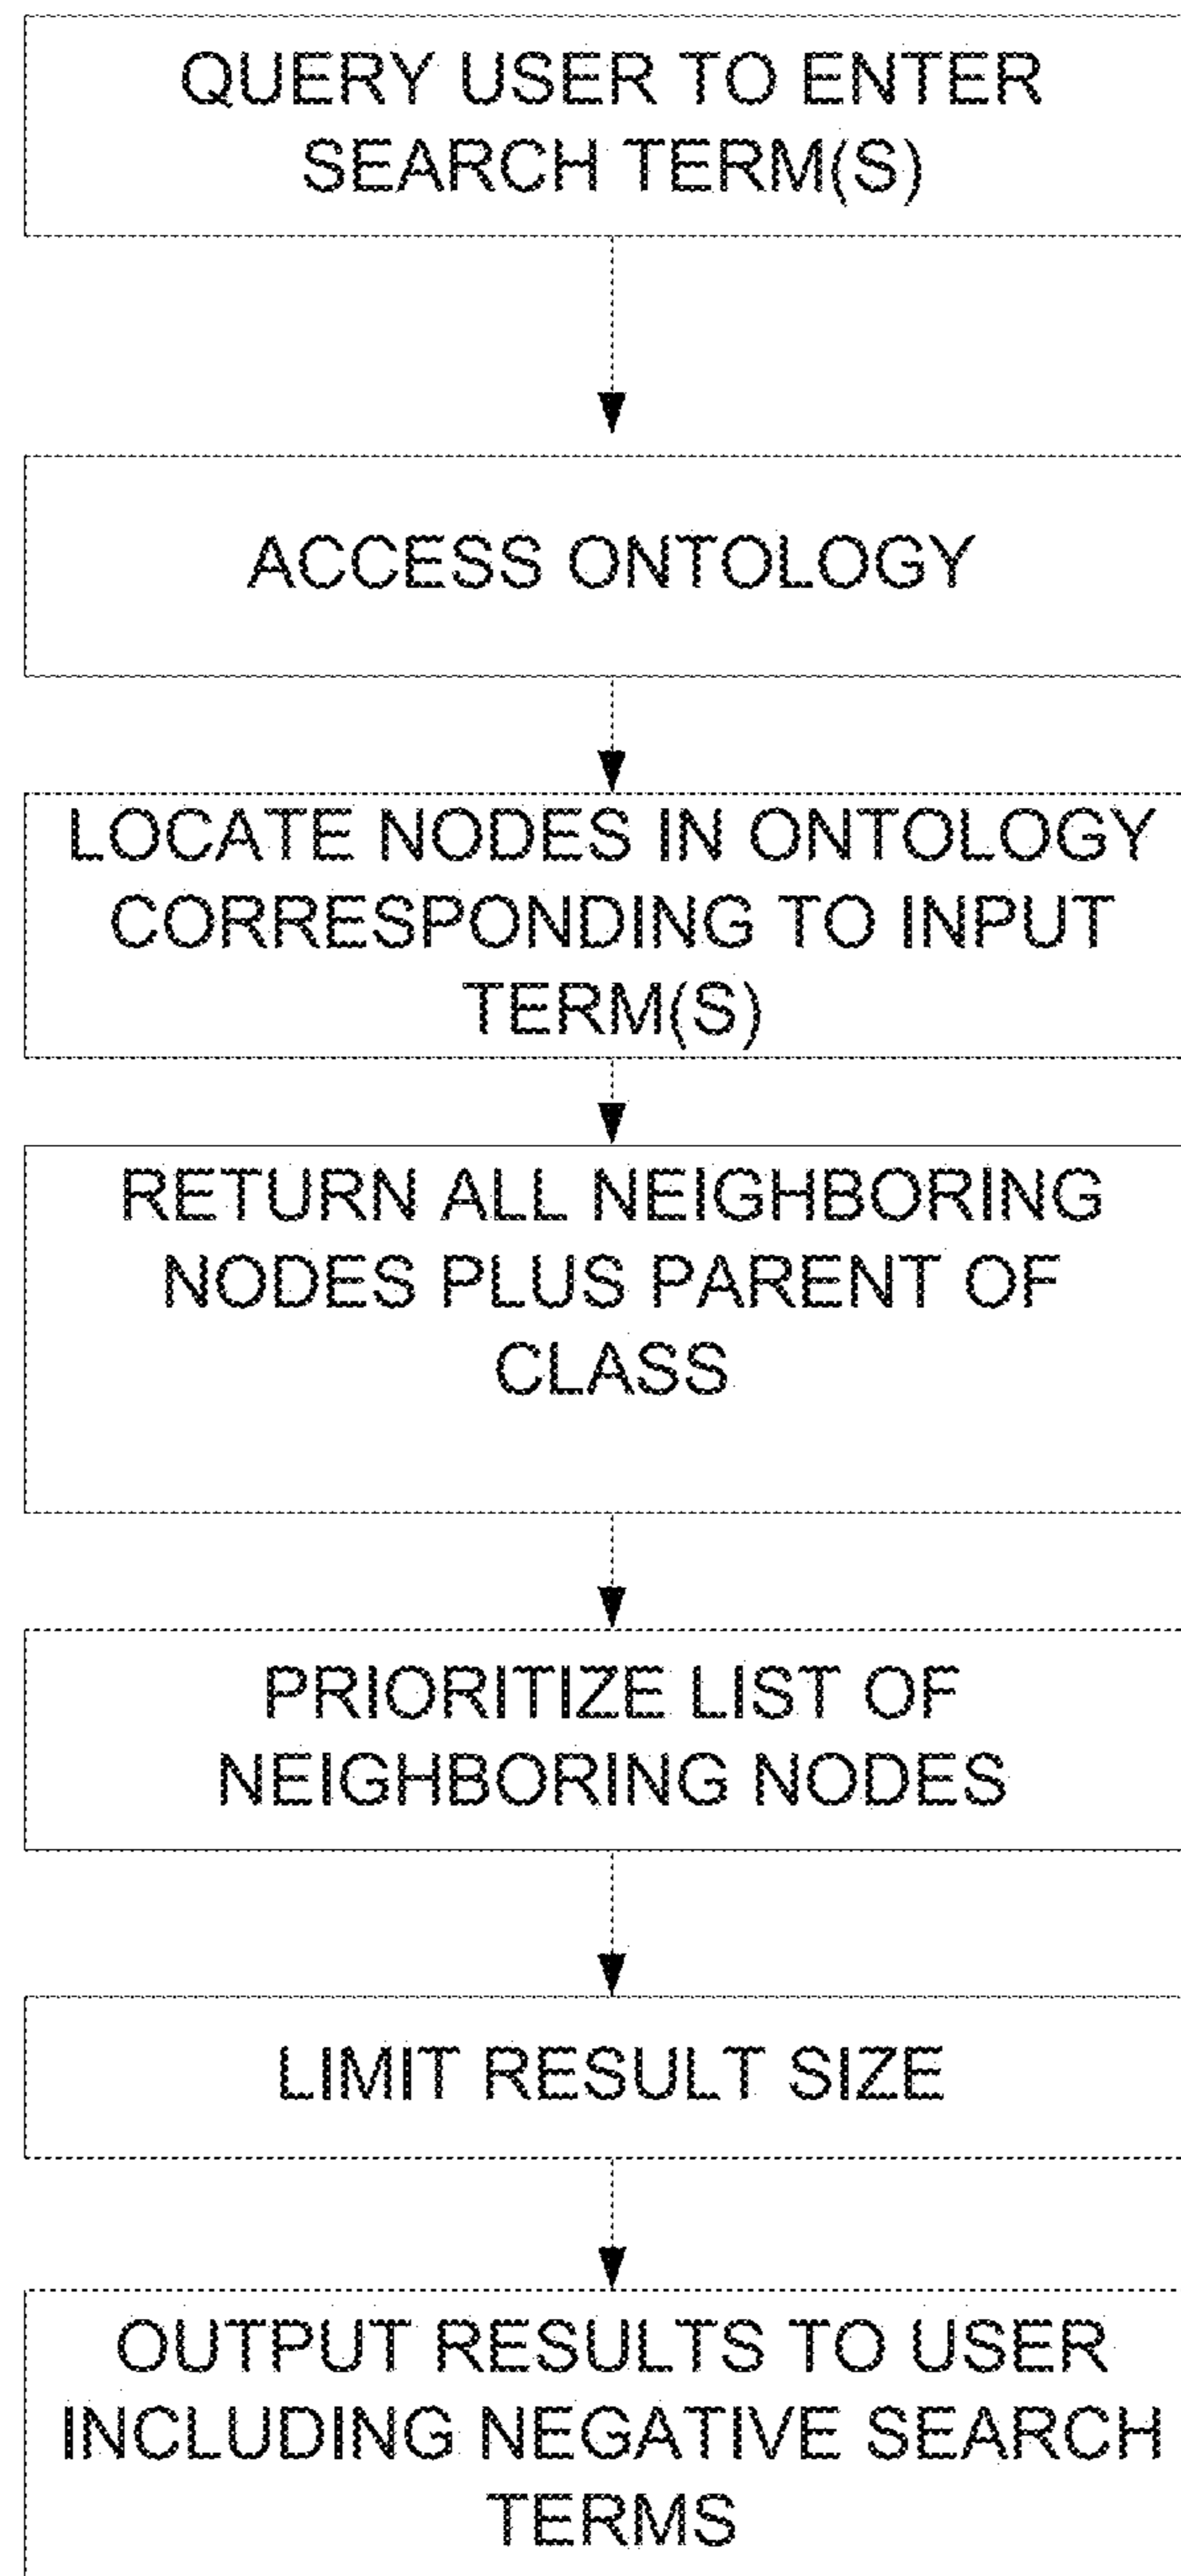 QUERY USER TO ENTER
SEARCH TERM(S)
ACCESS ONTOLOGY
LOCATE NODES IN ONTOLOGY
CORRESPONDING TO INPUT
TERM(S)
RETURN ALL NEIGHBORING
NODES PLUS PARENT OF
CLASS
PRIORITIZE LIST OF
NEIGHBORING NODES
LIMIT RESULT SIZE
OUTPUT RESULTS TO USER
INCLUDING NEGATIVE SEARCH
TERMS